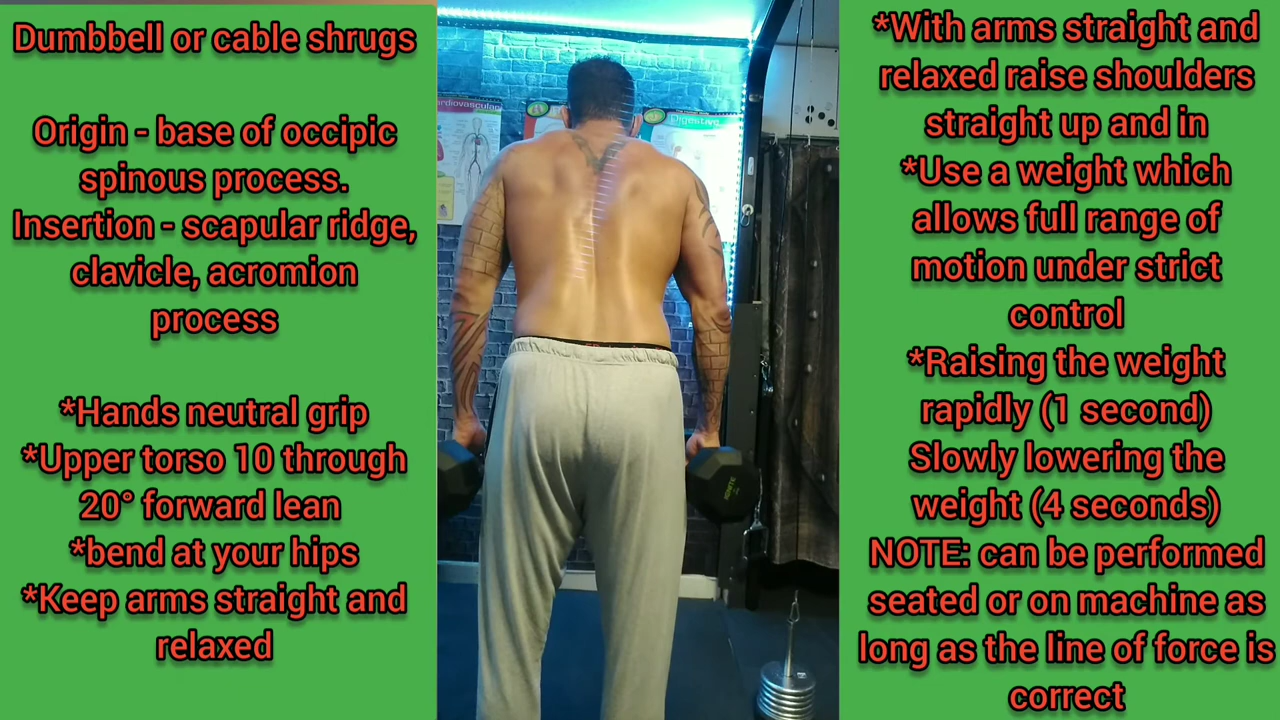 Dumbbell or cable shrugs
Origin - base of occipic
spinous process.
Insertion - scapular ridge,
clavicle, acromion
process
*Hands neutral grip
*Upper torso 10 through
20° forward lean
*bend at your hips
*Keep arms straight and
relaxed
cardiovascular
Digestive
IGNITE
*With arms straight and
relaxed raise shoulders
straight up and in
*Use a weight which
allows full range of
motion under strict
control
*Raising the weight
rapidly (1 second)
Slowly lowering the
weight (4 seconds)
NOTE: can be performed
seated or on machine as
long as the line of force is
correct